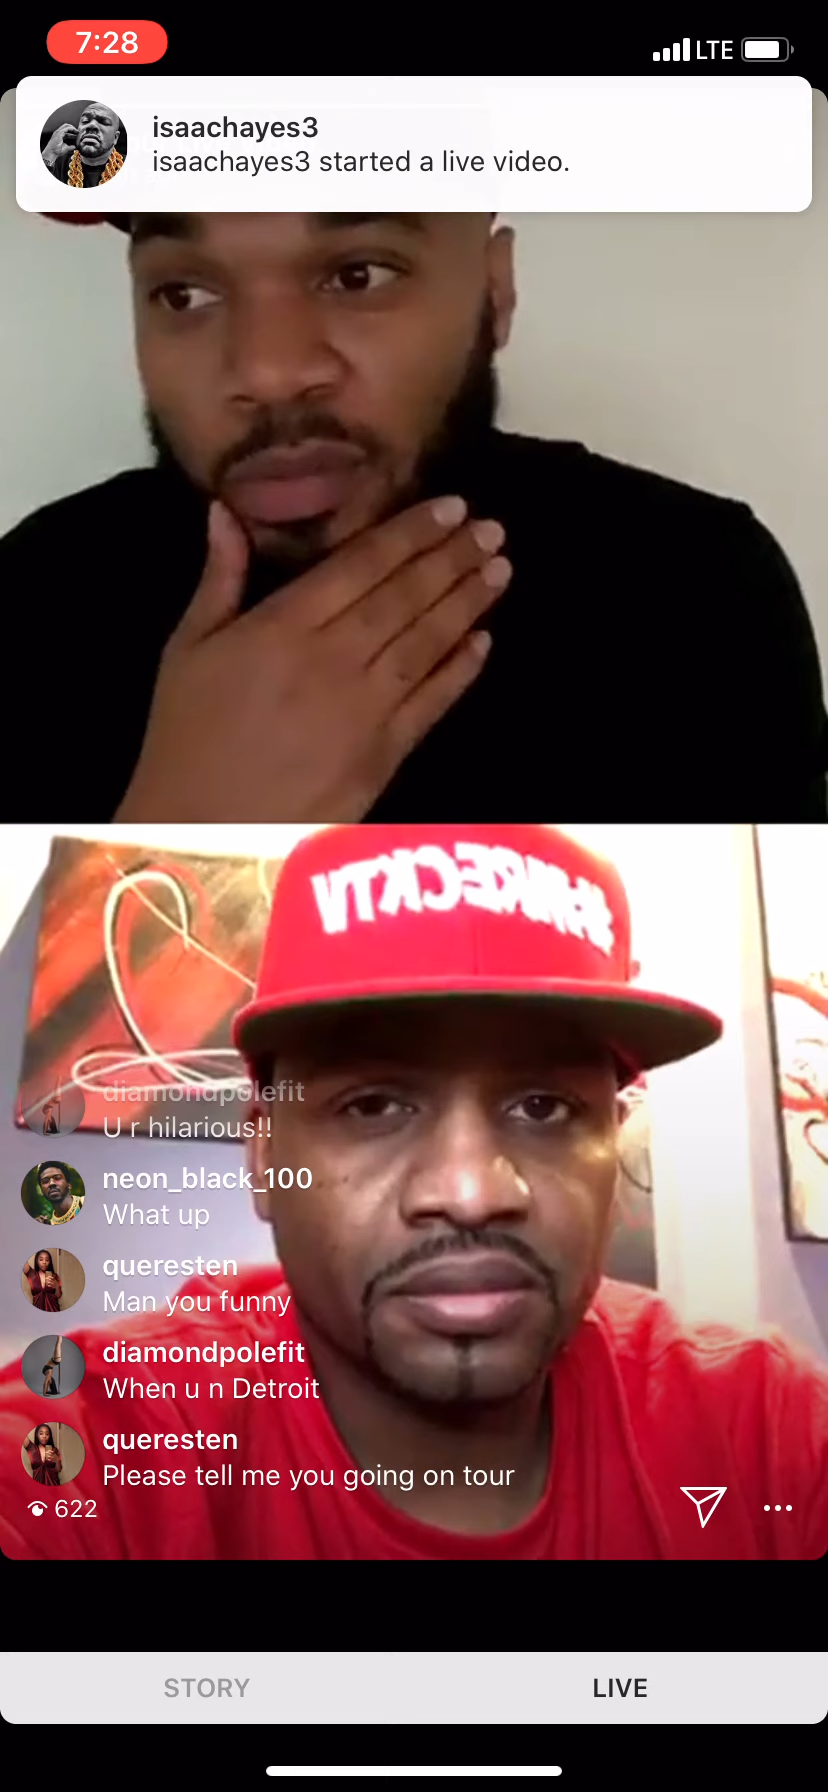 7:28
LTE
isaachayes3
isaachayes3 started a live video.
diamondpolefit
U r hilarious!!
neon_black_100
What up
queresten
Man you funny
diamondpolefit
When u n Detroit
queresten
Please tell me you going on tour
622
STORY
LIVE